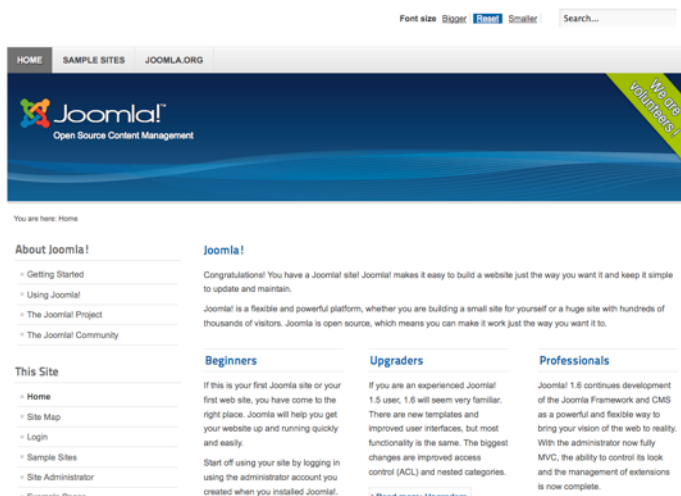 Font size Bigger Reset Smaller Search...
HOME SAMPLE SITES JOOMLA.ORG
We are
volunteers!
Joomla!™
Open Source Content Management
You are here: Home
About Joomla!
Getting Started
Using Joomla!
The Joomla! Project
The Joomla! Community
This Site
Home
Site Map
Login
Sample Sites
Site Administrator
Example Pages
Joomla!
Congratulations! You have a Joomla! site! Joomla! makes it easy to build a website just the way you want it and keep it simple
to update and maintain.
Joomla! is a flexible and powerful platform, whether you are building a small site for yourself or a huge site with hundreds of
thousands of visitors. Joomla is open source, which means you can make it work just the way you want it to.
Beginners
If this is your first Joomla site or your
first web site, you have come to the
right place. Joomla will help you get
your website up and running quickly
and easily.
Start off using your site by logging in
using the administrator account you
created when you installed Joomla!.
Upgraders
If you are an experienced Joomla!
1.5 user, 1.6 will seem very familiar.
There are new templates and
improved user interfaces, but most
functionality is the same. The biggest
changes are improved access
control (ACL) and nested categories.
Read more: Upgraders
Professionals
Joomla! 1.6 continues development
of the Joomla Framework and CMS
as a powerful and flexible way to
bring your vision of the web to reality.
With the administrator now fully
MVC, the ability to control its look
and the management of extensions
is now complete.